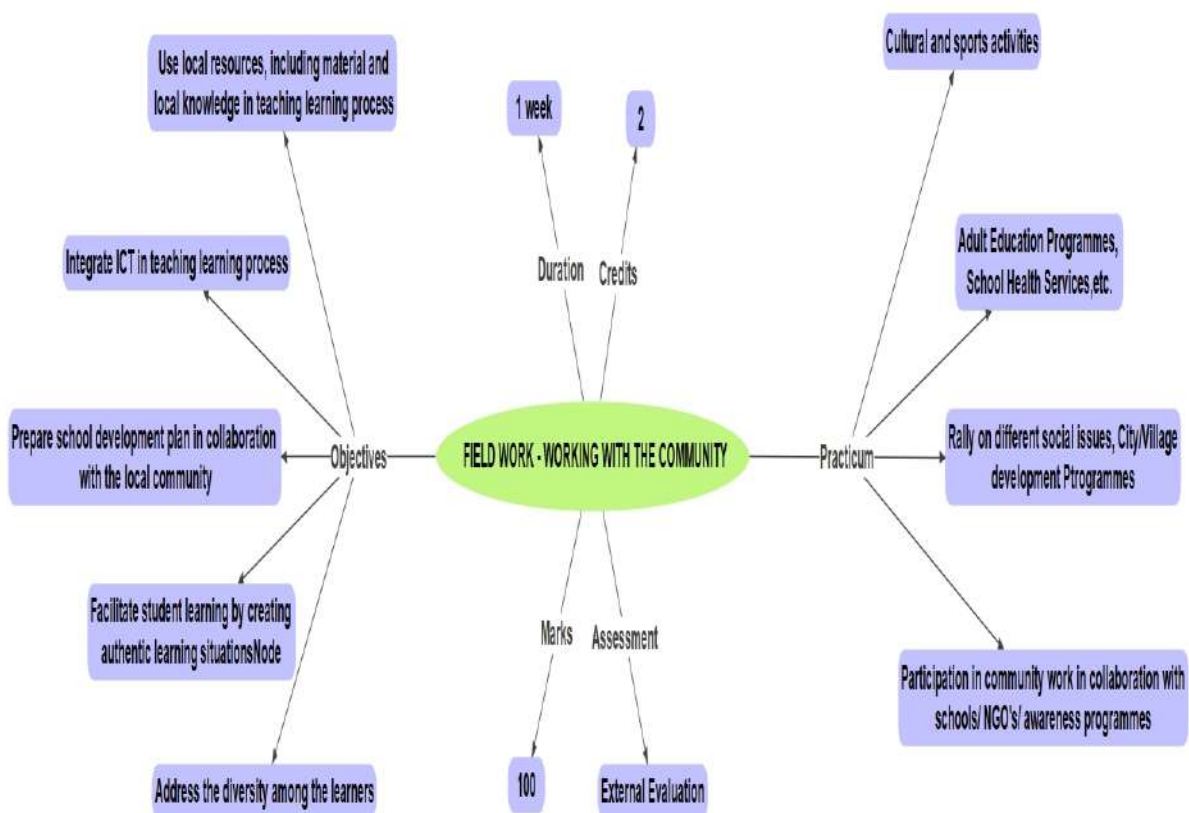 Cultural and sports activities
Use local resources, including material and
local knowledge in teaching learning process
1 week
2
Integrate ICT in teaching learning process
Duration
Credits
Adult Education Programmes,
School Health Services,etc.
Prepare school development plan in collaboration
with the local community
Objectives
FIELD WORK - WORKING WITH THE COMMUNITY
Practicum
Rally on different social issues, City/Village
development Ptrogrammes
Facilitate student learning by creating
authentic learning situationsNode
Marks
Assessment
Participation in community work in collaboration with
schools/ NGO's/ awareness programmes
Address the diversity among the learners
100
External Evaluation